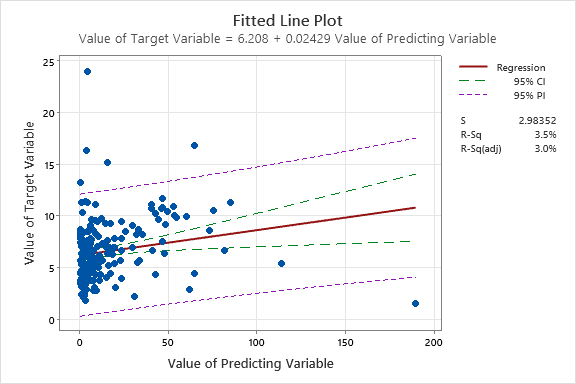 Fitted Line Plot
Value of Target Variable = 6.208 + 0.02429 Value of Predicting Variable
25
20
15
10
5
0
Value of Target Variable
0
50
100
150
200
Value of Predicting Variable
Regression
95% CI
95% PI
S 2.98352
R-Sq 3.5%
R-Sq(adj) 3.0%